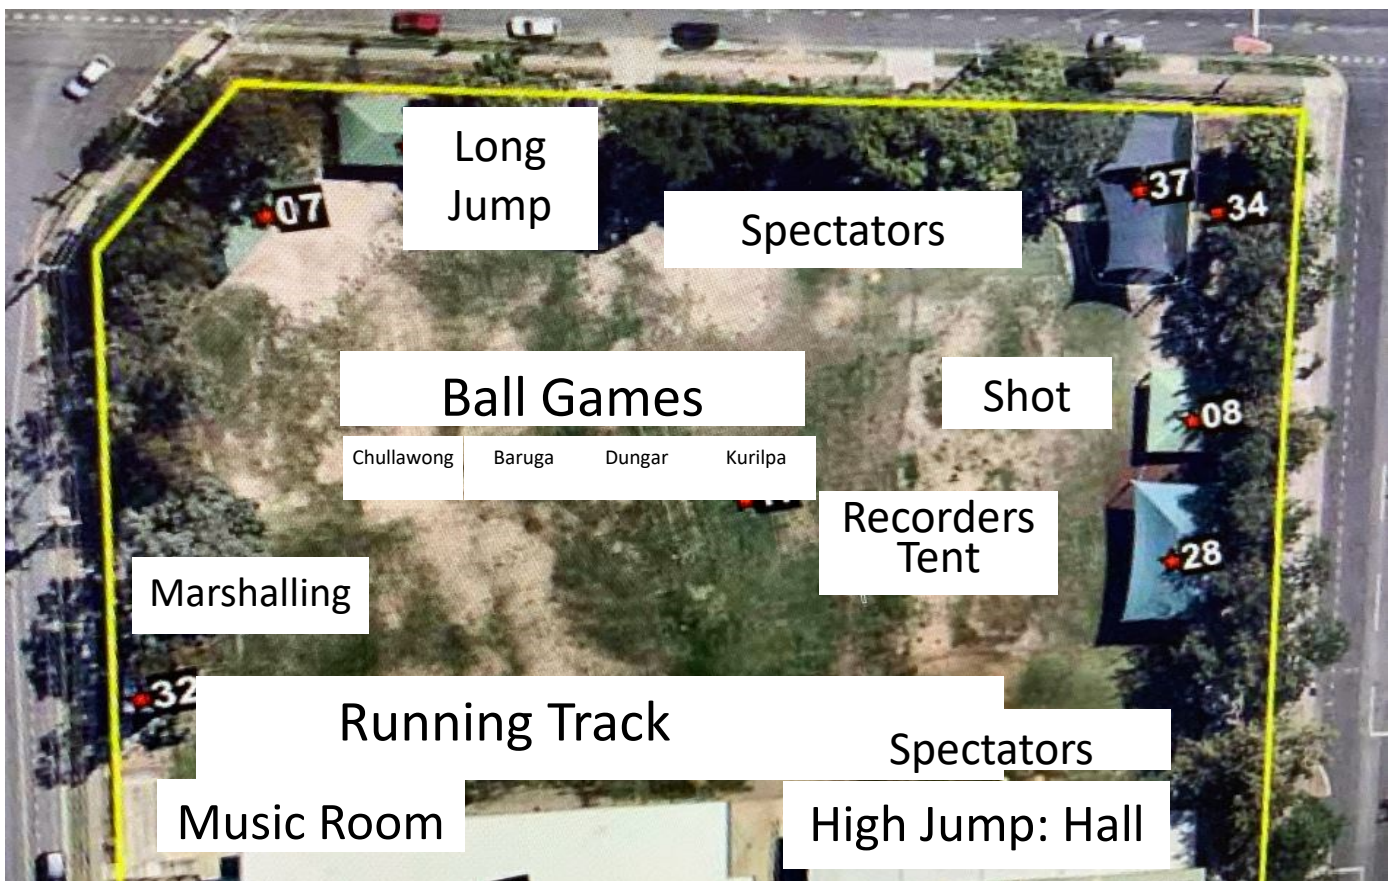 Long
Jump
07
37
34
Spectators
Ball Games
Shot
08
Chullawong Baruga Dungar Kurilpa
Recorders
Tent
28
Marshalling
32
Running Track
Spectators
Music Room
High Jump: Hall